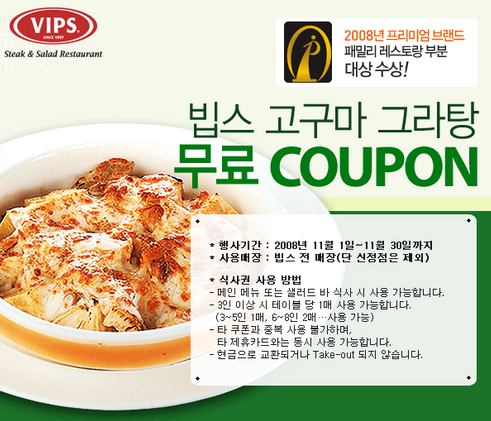 VIPS
SINCE 1997
Steak & Salad Restaurant
2008년 프리미엄 브랜드
패밀리 레스토랑 부분
대상 수상!
빕스 고구마 그라탕
무료 COUPON
* 행사기간 : 2008년 11월 1일~11월 30일까지
* 사용매장 : 빕스 전 매장(단 신정점은 제외)
* 식사권 사용 방법
- 메인 메뉴 또는 샐러드 바 식사 시 사용 가능합니다.
- 3인 이상 시 테이블 당 1매 사용 가능합니다.
(3~5인 1매, 6~8인 2매…사용 가능)
- 타 쿠폰과 중복 사용 불가하며,
타 제휴카드와는 동시 사용 가능합니다.
- 현금으로 교환되거나 Take-out 되지 않습니다.